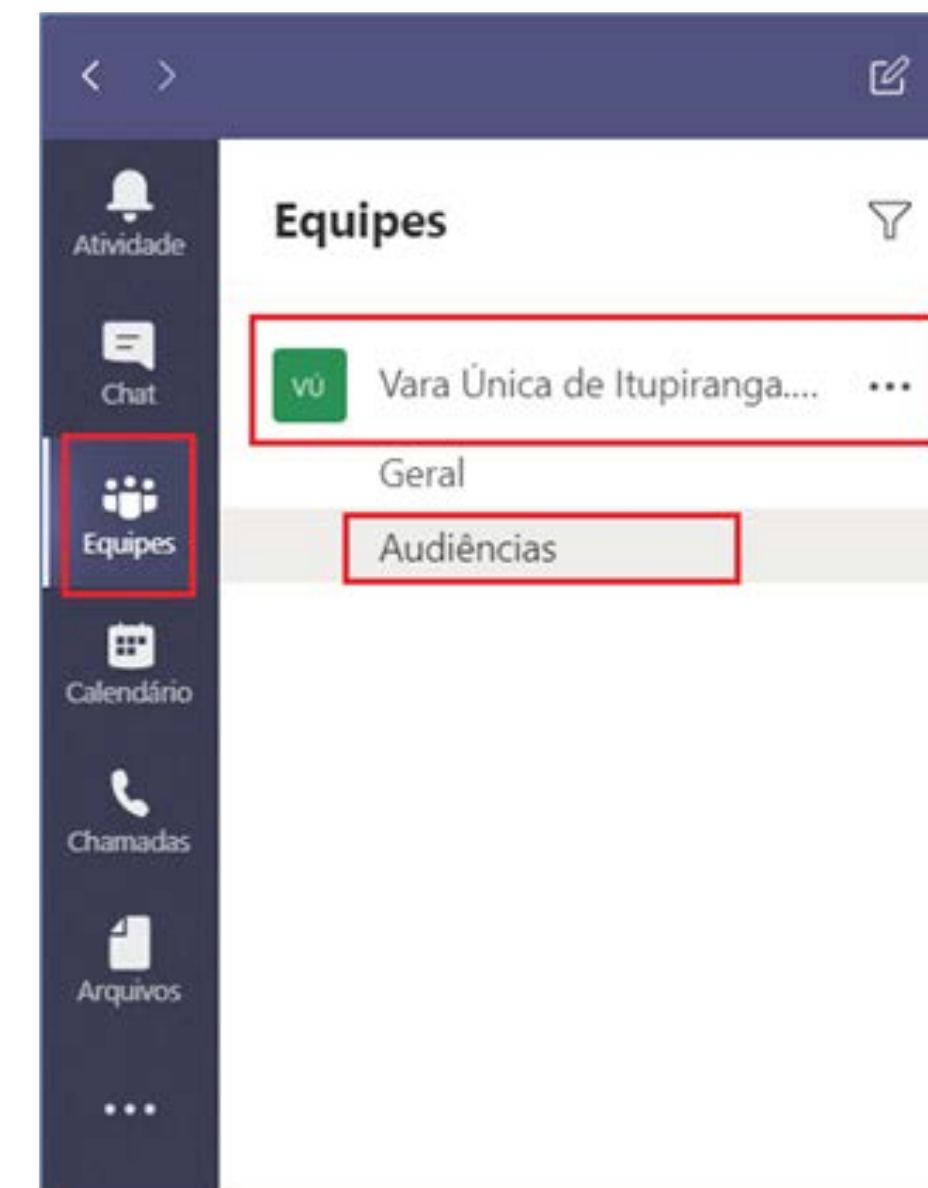 Atividade
Chat
Equipes
Calendário
Chamadas
Arquivos
Equipes
VÚ Vara Única de Itupiranga....
Geral
Audiências